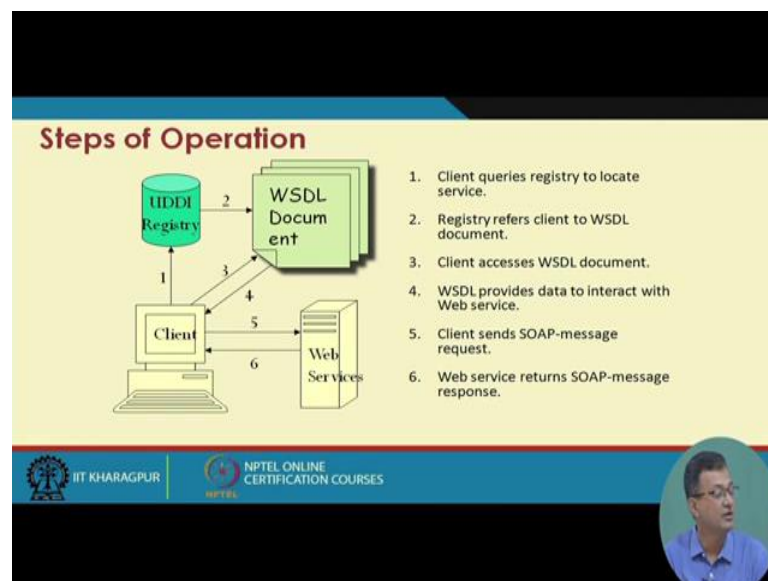 Steps of Operation
UDDI
Registry
2
WSDL
Docum
ent
1
3
4
Client
5
6
Web
Services
1. Client queries registry to locate
service.
2. Registry refers client to WSDL
document.
3. Client accesses WSDL document.
4. WSDL provides data to interact with
Web service.
5. Client sends SOAP-message
request.
6. Web service returns SOAP-message
response.
IIT KHARAGPUR
NPTEL
NPTEL ONLINE
CERTIFICATION COURSES